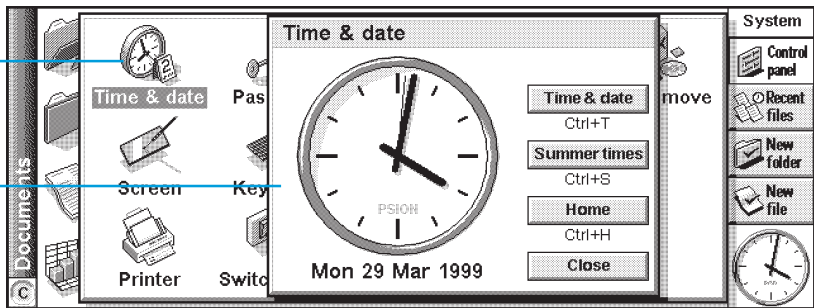 Documents
C
Time & date
Pas
Screen
Key
Printer
Switc
Time & date
PSION
Mon 29 Mar 1999
Time & date
Ctrl+T
Summer times
Ctrl+S
Home
Ctrl+H
Close
move
System
Control
panel
Recent
files
New
folder
New
file